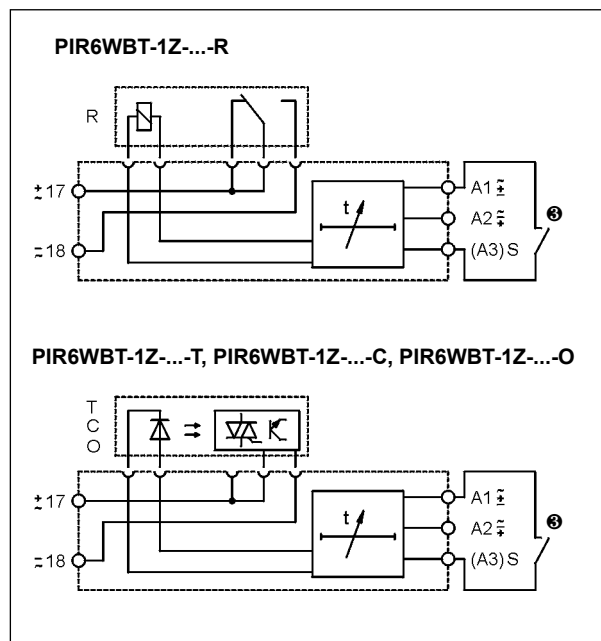 PIR6WBT-1Z-...-R
R
± ~ 17
t
A1 ≂ ±
A2 ≂ ∓
(A3) S
❸
≂ 18
PIR6WBT-1Z-...-T, PIR6WBT-1Z-...-C, PIR6WBT-1Z-...-O
T
C
O
± ~ 17
t
A1 ≂ ±
A2 ≂ ∓
(A3) S
❸
≂ 18